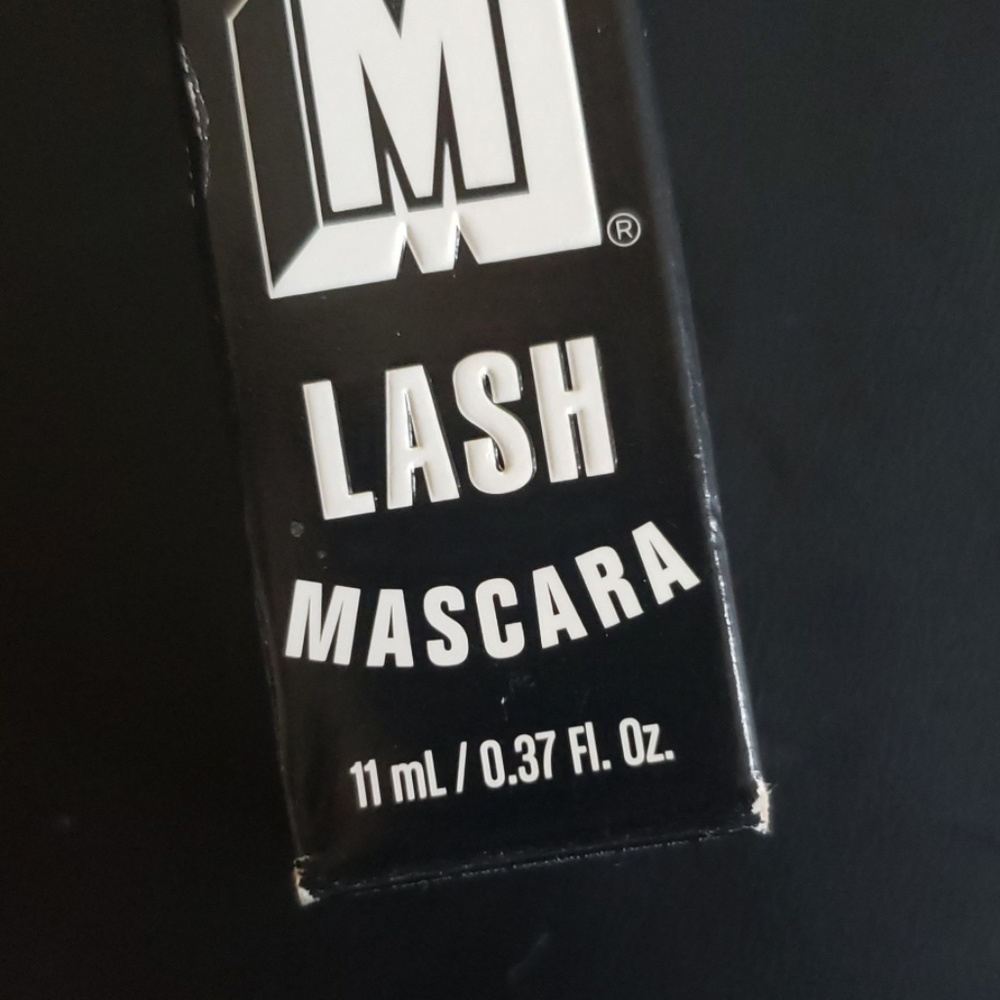 M®
LASH
MASCARA
11 mL / 0.37 Fl. Oz.